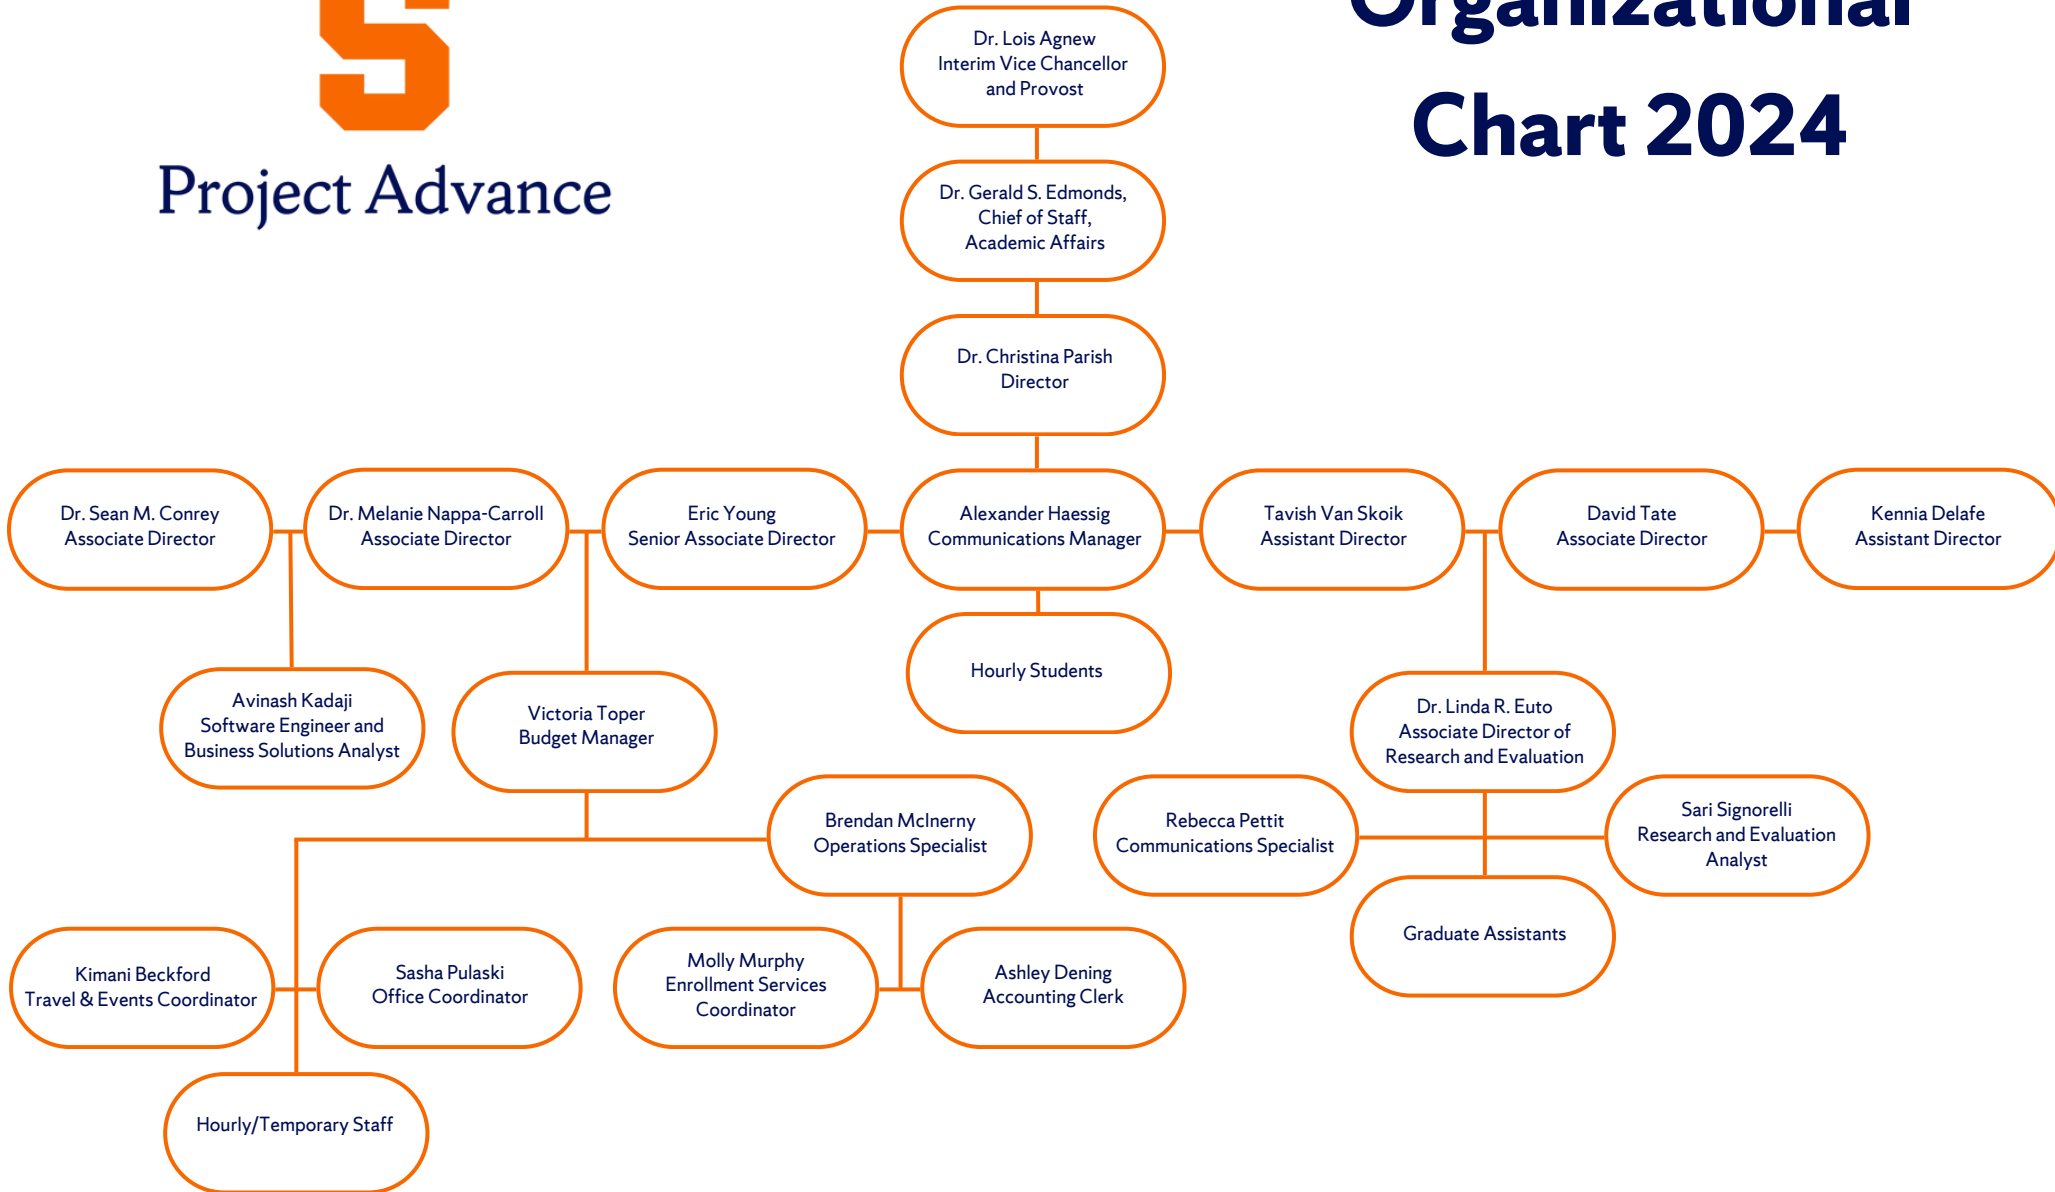 Organizational
Chart 2024
Project Advance
Dr. Lois Agnew
Interim Vice Chancellor
and Provost
Dr. Gerald S. Edmonds,
Chief of Staff,
Academic Affairs
Dr. Christina Parish
Director
Dr. Sean M. Conrey
Associate Director
Dr. Melanie Nappa-Carroll
Associate Director
Eric Young
Senior Associate Director
Alexander Haessig
Communications Manager
Tavish Van Skoik
Assistant Director
David Tate
Associate Director
Kennia Delafe
Assistant Director
Hourly Students
Avinash Kadaji
Software Engineer and
Business Solutions Analyst
Victoria Toper
Budget Manager
Dr. Linda R. Euto
Associate Director of
Research and Evaluation
Brendan McInerny
Operations Specialist
Rebecca Pettit
Communications Specialist
Sari Signorelli
Research and Evaluation
Analyst
Graduate Assistants
Kimani Beckford
Travel & Events Coordinator
Sasha Pulaski
Office Coordinator
Molly Murphy
Enrollment Services
Coordinator
Ashley Dening
Accounting Clerk
Hourly/Temporary Staff